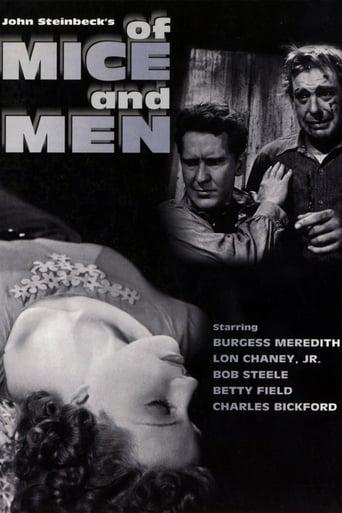 John Steinbeck's
of
MICE
and
MEN
Starring
BURGESS MEREDITH
LON CHANEY, JR.
BOB STEELE
BETTY FIELD
CHARLES BICKFORD